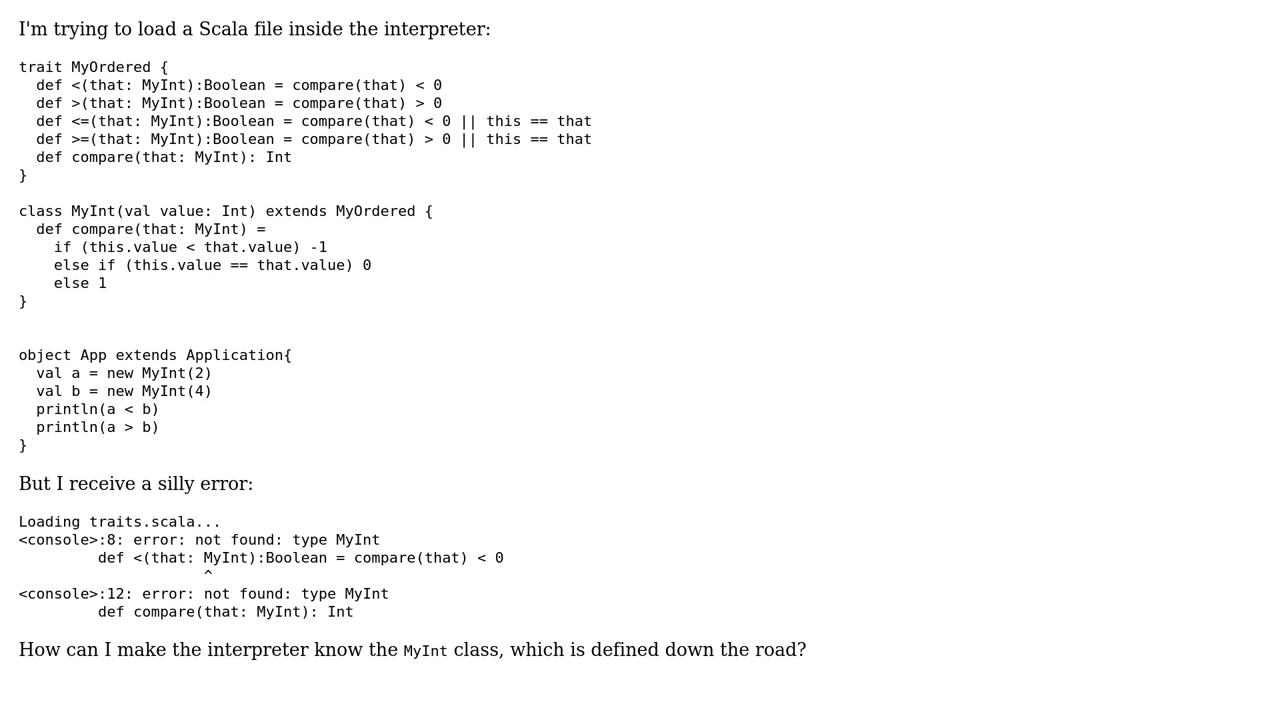 I'm trying to load a Scala file inside the interpreter:
trait MyOrdered {
  def <(that: MyInt):Boolean = compare(that) < 0
  def >(that: MyInt):Boolean = compare(that) > 0
  def <=(that: MyInt):Boolean = compare(that) < 0 || this == that
  def >=(that: MyInt):Boolean = compare(that) > 0 || this == that
  def compare(that: MyInt): Int
}
class MyInt(val value: Int) extends MyOrdered {
  def compare(that: MyInt) =
    if (this.value < that.value) -1
    else if (this.value == that.value) 0
    else 1
}
object App extends Application{
  val a = new MyInt(2)
  val b = new MyInt(4)
  println(a < b)
  println(a > b)
}
But I receive a silly error:
Loading traits.scala...
<console>:8: error: not found: type MyInt
         def <(that: MyInt):Boolean = compare(that) < 0
                     ^
<console>:12: error: not found: type MyInt
         def compare(that: MyInt): Int
How can I make the interpreter know the MyInt class, which is defined down the road?